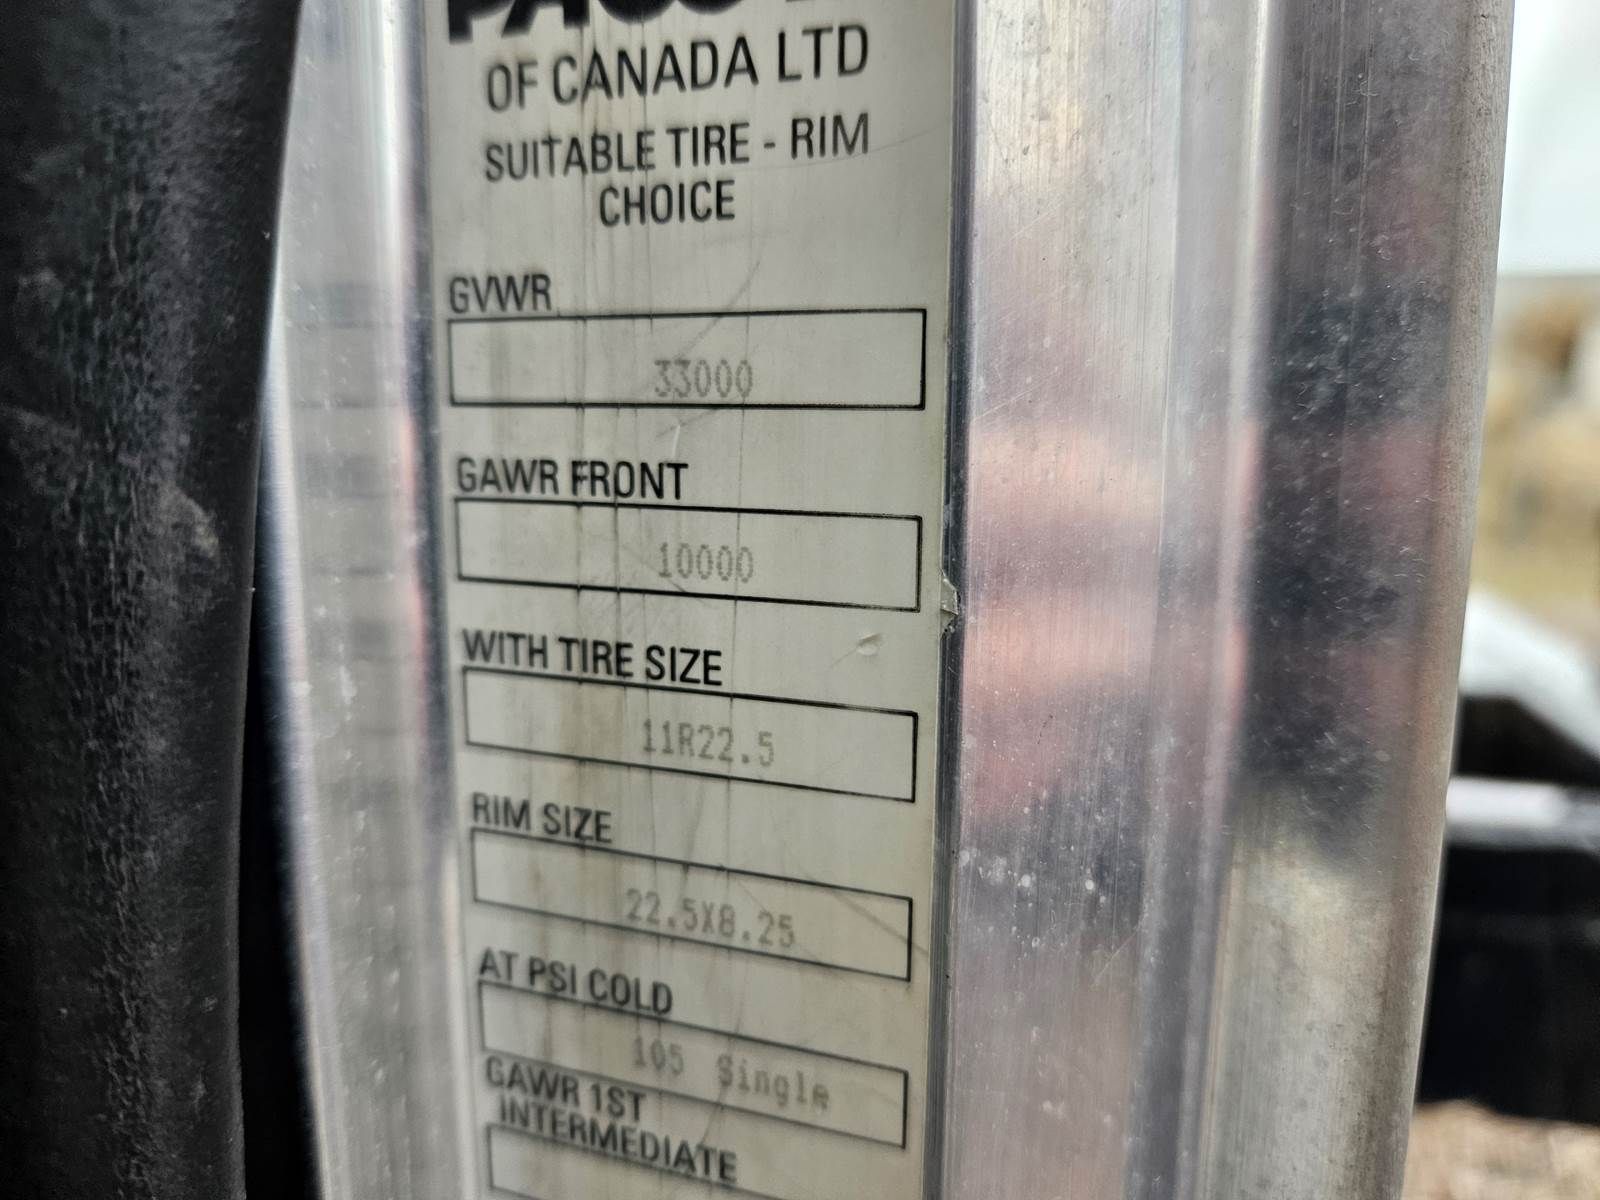 OF CANADA LTD
SUITABLE TIRE - RIM
CHOICE
GVWR
33000
GAWR FRONT
10000
WITH TIRE SIZE
11R22.5
RIM SIZE
22.5X8.25
AT PSI COLD
105 Single
GAWR 1ST
INTERMEDIATE